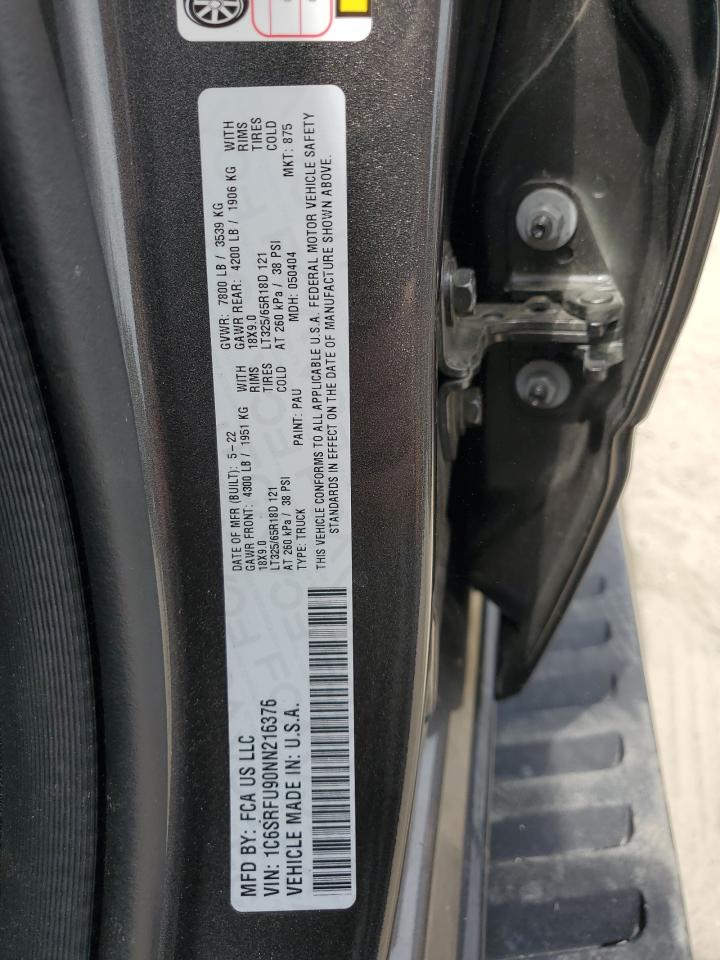 MFD BY: FCA US LLC
VIN: 1C6SRFU90NN216376
VEHICLE MADE IN: U.S.A.
DATE OF MFR (BUILT): 5-22 GVWR: 7800 LB / 3539 KG
GAWR FRONT: 4300 LB / 1951 KG WITH GAWR REAR: 4200 LB / 1906 KG WITH
18X9.0 RIMS 18X9.0 RIMS
LT325/65R18D 121 TIRES LT325/65R18D 121 TIRES
AT 260 kPa / 38 PSI COLD AT 260 kPa / 38 PSI COLD
TYPE: TRUCK PAINT: PAU MDH: 050404 MKT: 875
THIS VEHICLE CONFORMS TO ALL APPLICABLE U.S.A. FEDERAL MOTOR VEHICLE SAFETY
STANDARDS IN EFFECT ON THE DATE OF MANUFACTURE SHOWN ABOVE.